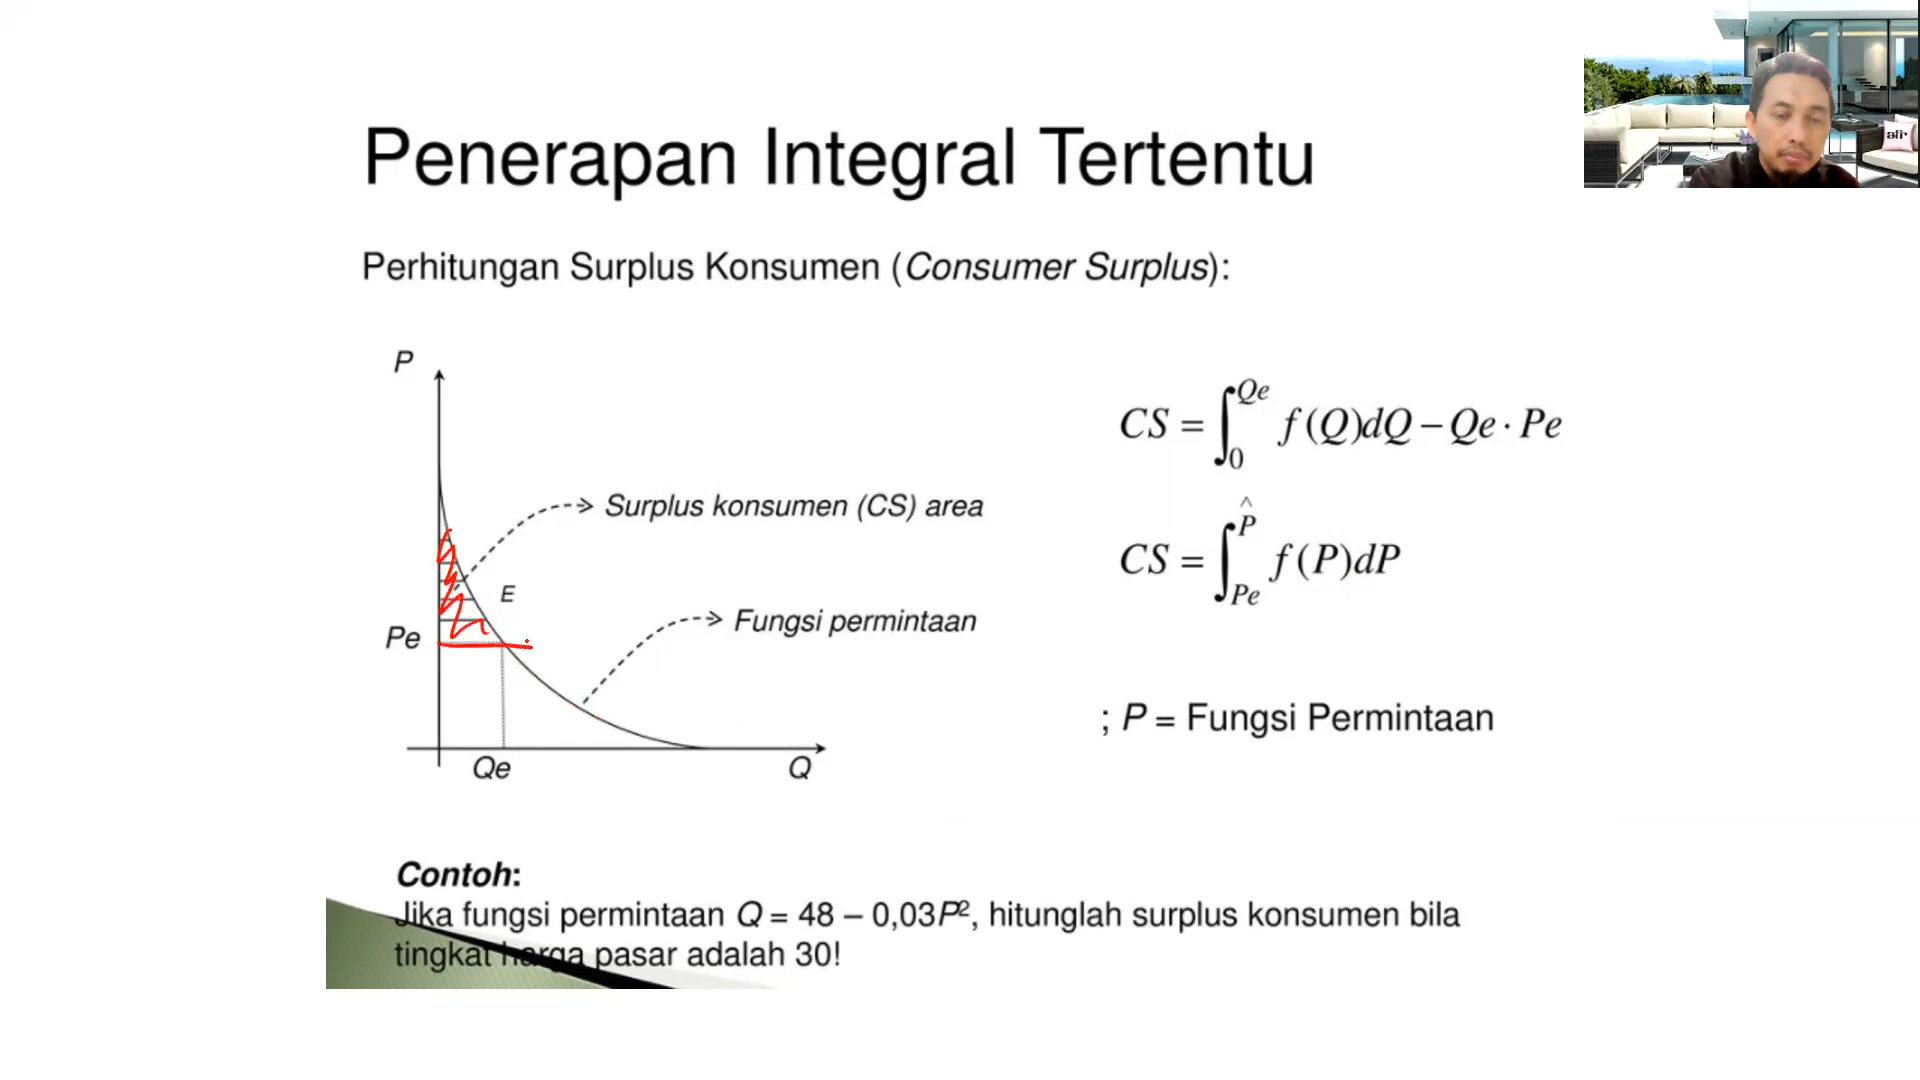 Penerapan Integral Tertentu
Perhitungan Surplus Konsumen (Consumer Surplus):
P
Surplus konsumen (CS) area
E
Fungsi permintaan
Pe
Qe
Q
CS = ∫₀^Qe f(Q)dQ – Qe · Pe
CS = ∫_Pe^P̂ f(P)dP
; P = Fungsi Permintaan
Contoh:
Jika fungsi permintaan Q = 48 – 0,03P², hitunglah surplus konsumen bila
tingkat harga pasar adalah 30!
air